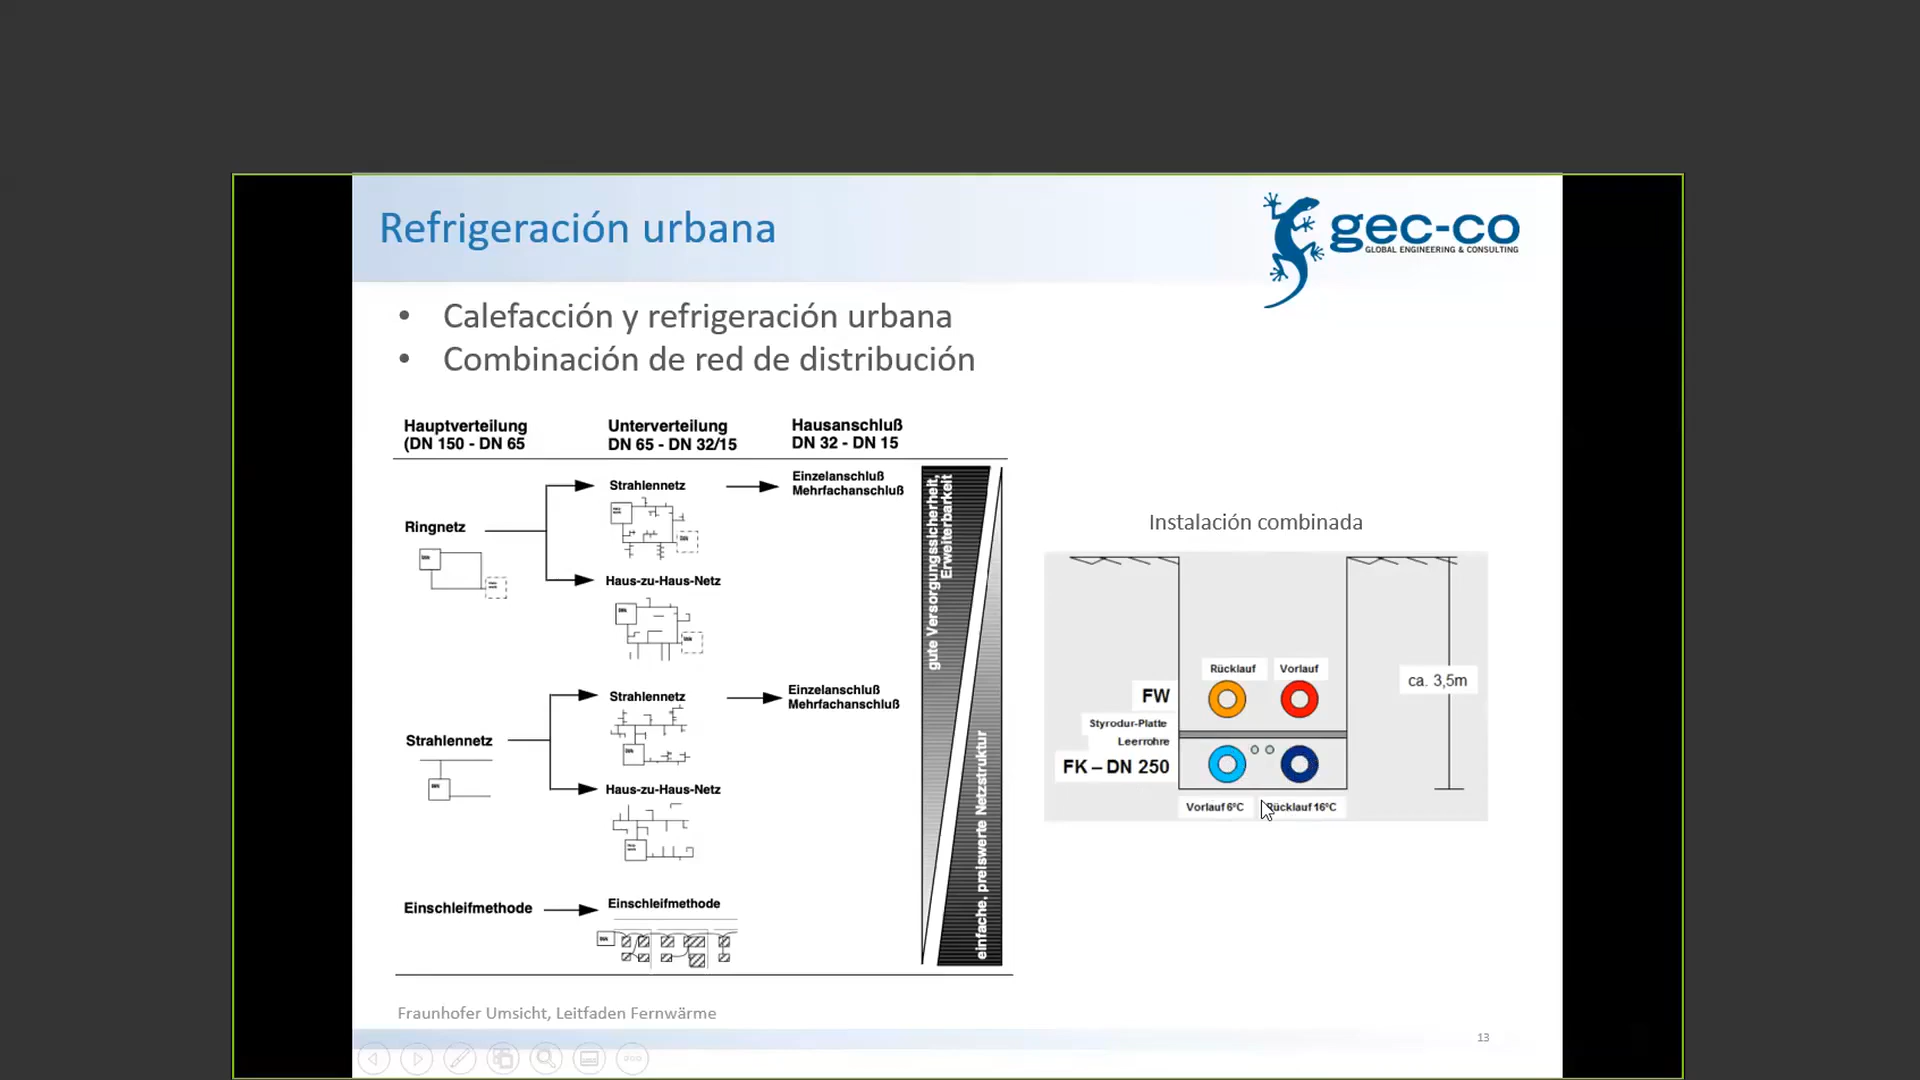 Refrigeración urbana
gec-co
GLOBAL ENGINEERING & CONSULTING
• Calefacción y refrigeración urbana
• Combinación de red de distribución
Hauptverteilung
(DN 150 - DN 65
Unterverteilung
DN 65 - DN 32/15
Hausanschluß
DN 32 - DN 15
Ringnetz
Strahlennetz
Einzelanschluß
Mehrfachanschluß
Haus-zu-Haus-Netz
Strahlennetz
Strahlennetz
Einzelanschluß
Mehrfachanschluß
Haus-zu-Haus-Netz
Einschleifmethode
Einschleifmethode
gute Versorgungssicherheit,
Erweiterbarkeit
einfache, preiswerte Netzstruktur
Instalación combinada
Rücklauf
Vorlauf
FW
Styrodur-Platte
Leerrohre
FK – DN 250
Vorlauf 6°C
Rücklauf 16°C
ca. 3,5m
Fraunhofer Umsicht, Leitfaden Fernwärme
13